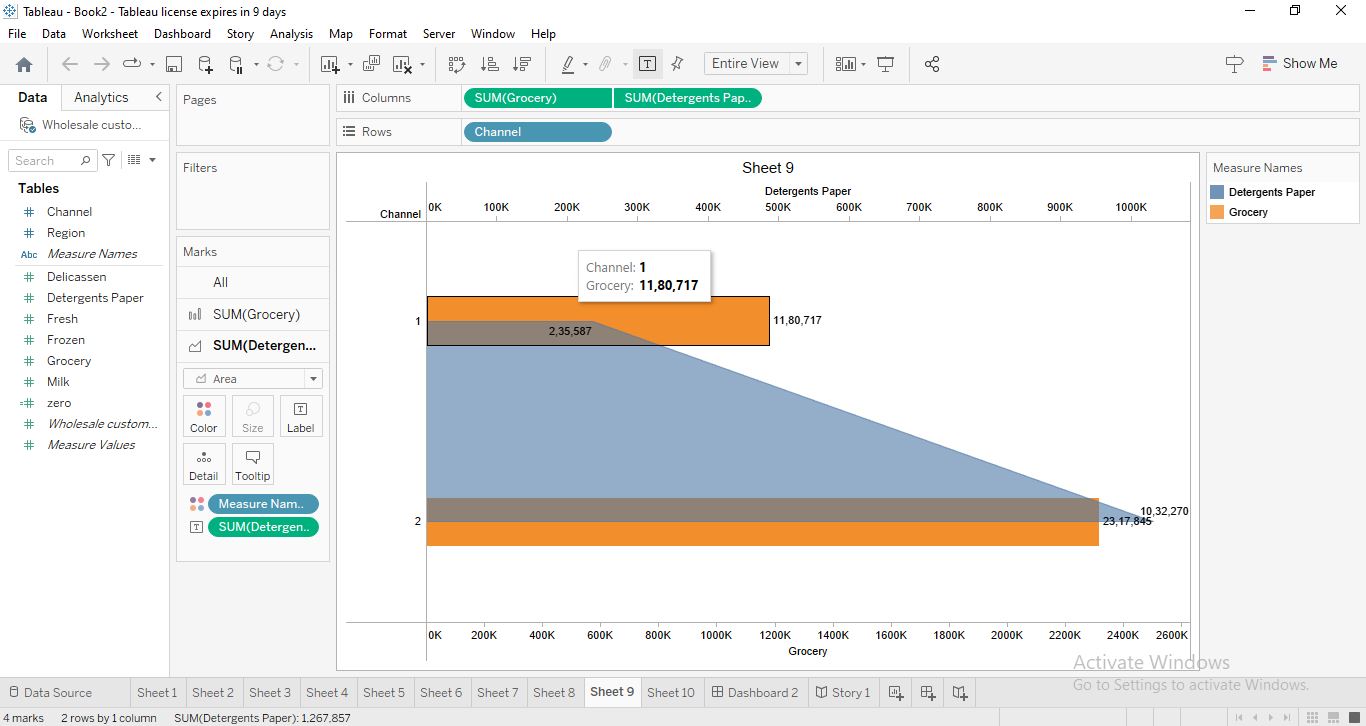 Tableau - Book2 - Tableau license expires in 9 days
File Data Worksheet Dashboard Story Analysis Map Format Server Window Help
Entire View
Show Me
Data Analytics
Wholesale custo...
Search
Tables
Channel
Region
Abc Measure Names
Delicassen
Detergents Paper
Fresh
Frozen
Grocery
Milk
zero
Wholesale custom...
Measure Values
Pages
Filters
Marks
All
SUM(Grocery)
SUM(Detergen...
Area
Color Size Label
Detail Tooltip
Measure Nam..
SUM(Detergen..
Columns SUM(Grocery) SUM(Detergents Pap..
Rows Channel
Sheet 9
Detergents Paper
Channel 0K 100K 200K 300K 400K 500K 600K 700K 800K 900K 1000K
Channel: 1
Grocery: 11,80,717
1 2,35,587 11,80,717
2 23,17,845 10,32,270
0K 200K 400K 600K 800K 1000K 1200K 1400K 1600K 1800K 2000K 2200K 2400K 2600K
Grocery
Measure Names
Detergents Paper
Grocery
Activate Windows
Go to Settings to activate Windows.
Data Source Sheet 1 Sheet 2 Sheet 3 Sheet 4 Sheet 5 Sheet 6 Sheet 7 Sheet 8 Sheet 9 Sheet 10 Dashboard 2 Story 1
4 marks 2 rows by 1 column SUM(Detergents Paper): 1,267,857